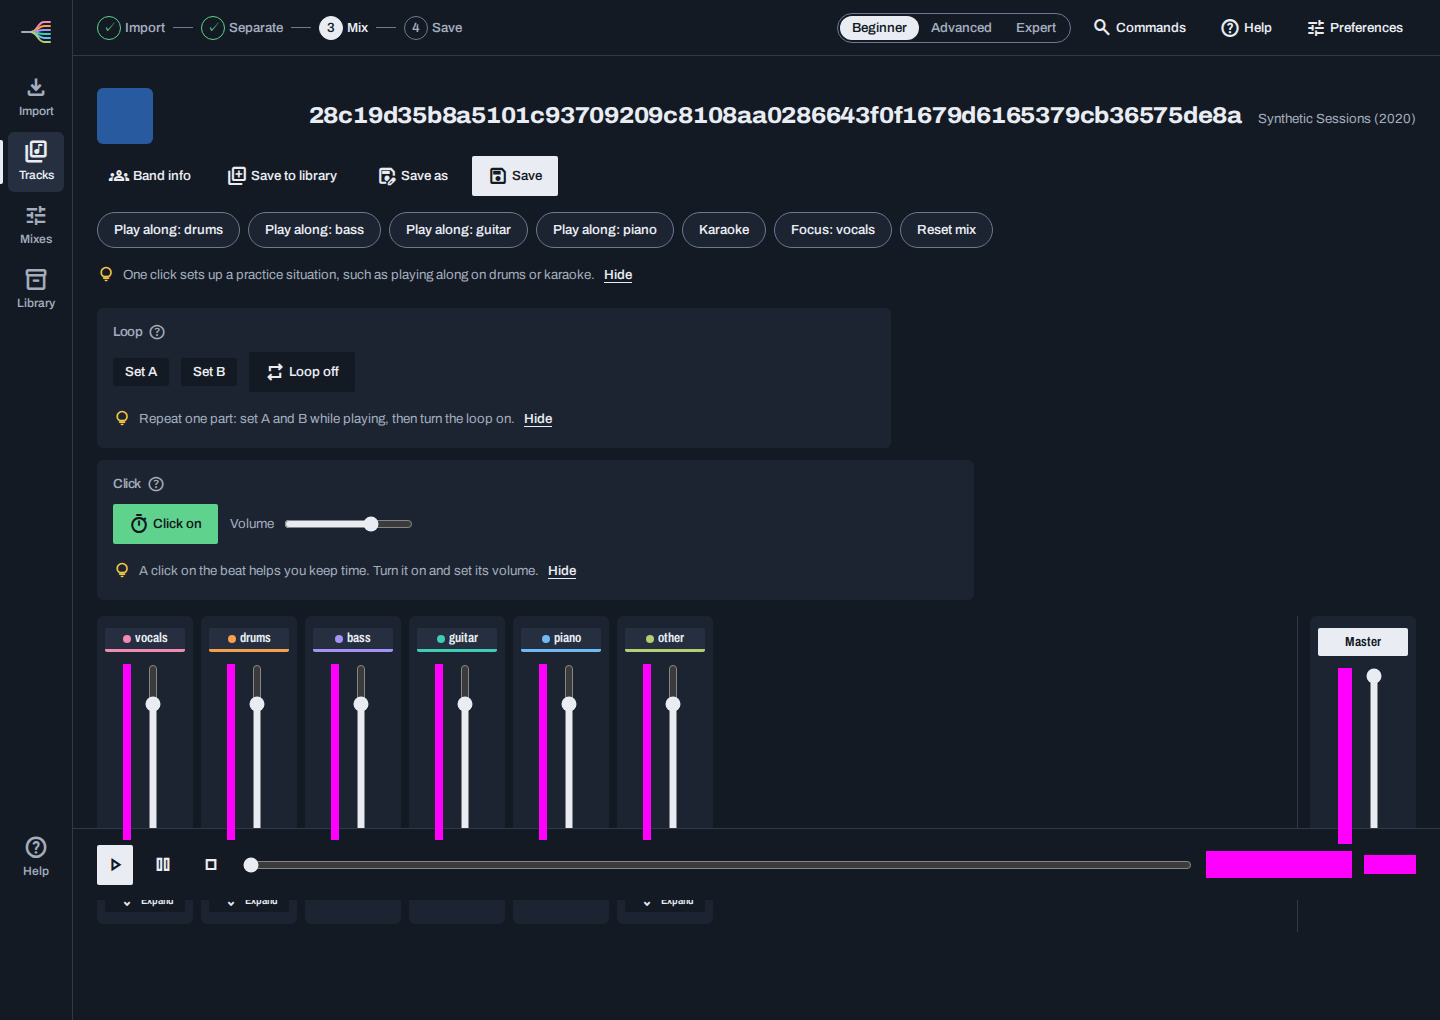 Import Separate 3 Mix 4 Save Beginner Advanced Expert Commands Help Preferences
Import
Tracks
Mixes
Library
Help
28c19d35b8a5101c93709209c8108aa0286643f0f1679d6165379cb36575de8a Synthetic Sessions (2020)
Band info Save to library Save as Save
Play along: drums Play along: bass Play along: guitar Play along: piano Karaoke Focus: vocals Reset mix
One click sets up a practice situation, such as playing along on drums or karaoke. Hide
Loop
Set A Set B Loop off
Repeat one part: set A and B while playing, then turn the loop on. Hide
Click
Click on Volume
A click on the beat helps you keep time. Turn it on and set its volume. Hide
vocals drums bass guitar piano other Master
Expand Expand Expand